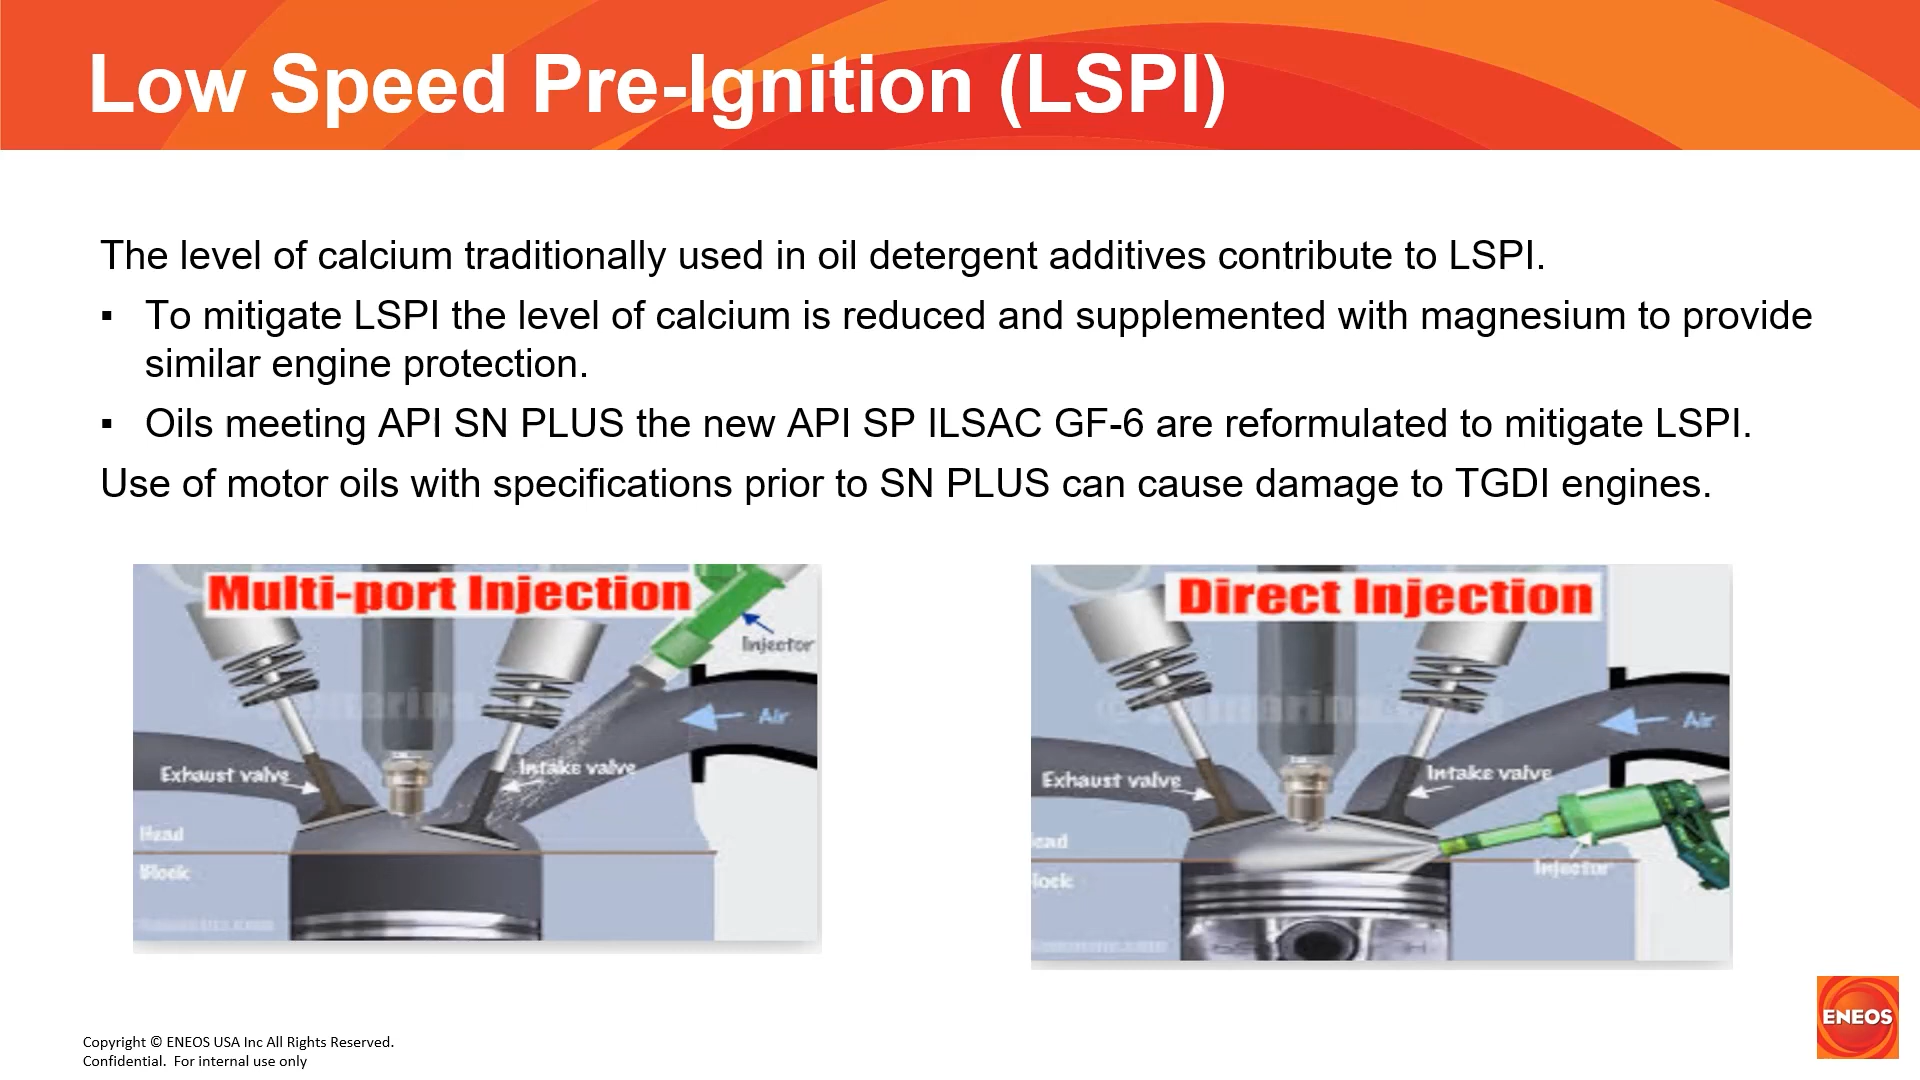 Low Speed Pre-Ignition (LSPI)
The level of calcium traditionally used in oil detergent additives contribute to LSPI.
▪ To mitigate LSPI the level of calcium is reduced and supplemented with magnesium to provide
similar engine protection.
▪ Oils meeting API SN PLUS the new API SP ILSAC GF-6 are reformulated to mitigate LSPI.
Use of motor oils with specifications prior to SN PLUS can cause damage to TGDI engines.
Multi-port Injection
Injector
Air
Exhaust valve
Intake valve
Head
Block
Direct Injection
Air
Exhaust valve
Intake valve
ead
lock
Injector
ENEOS
Copyright © ENEOS USA Inc All Rights Reserved.
Confidential.  For internal use only